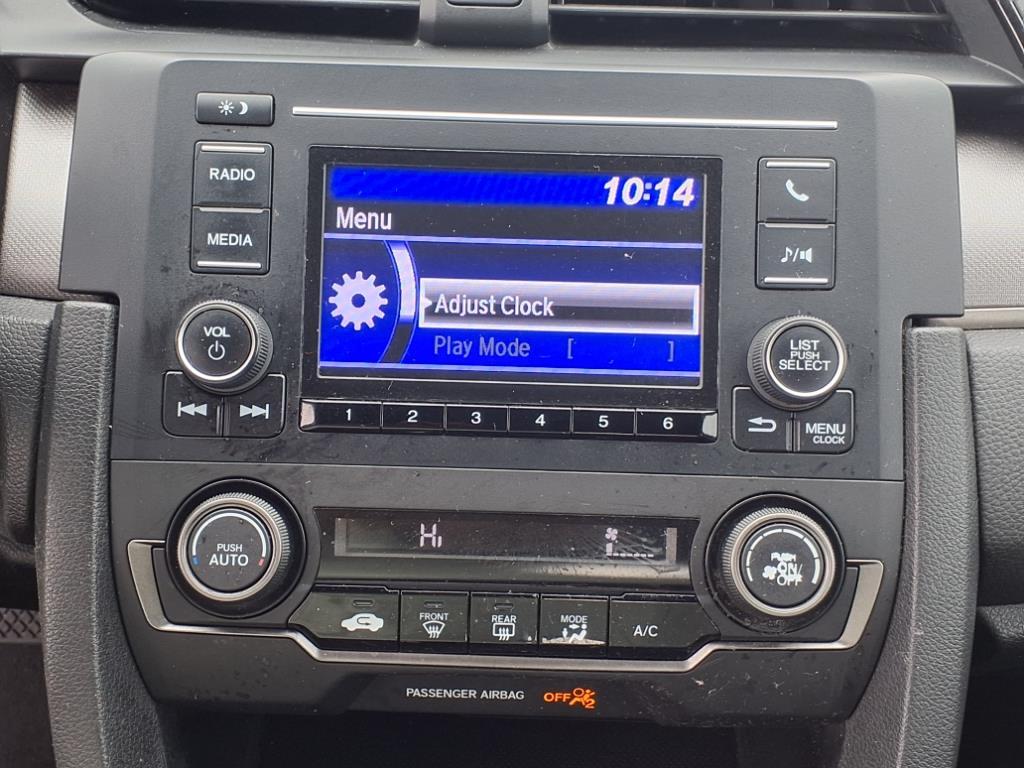 10:14
RADIO
Menu
MEDIA
Adjust Clock
Play Mode [ ]
VOL
LIST
PUSH
SELECT
1 2 3 4 5 6
MENU
CLOCK
Hi
PUSH
AUTO
PUSH
ON/
OFF
FRONT
REAR
MODE
A/C
PASSENGER AIRBAG OFF 2